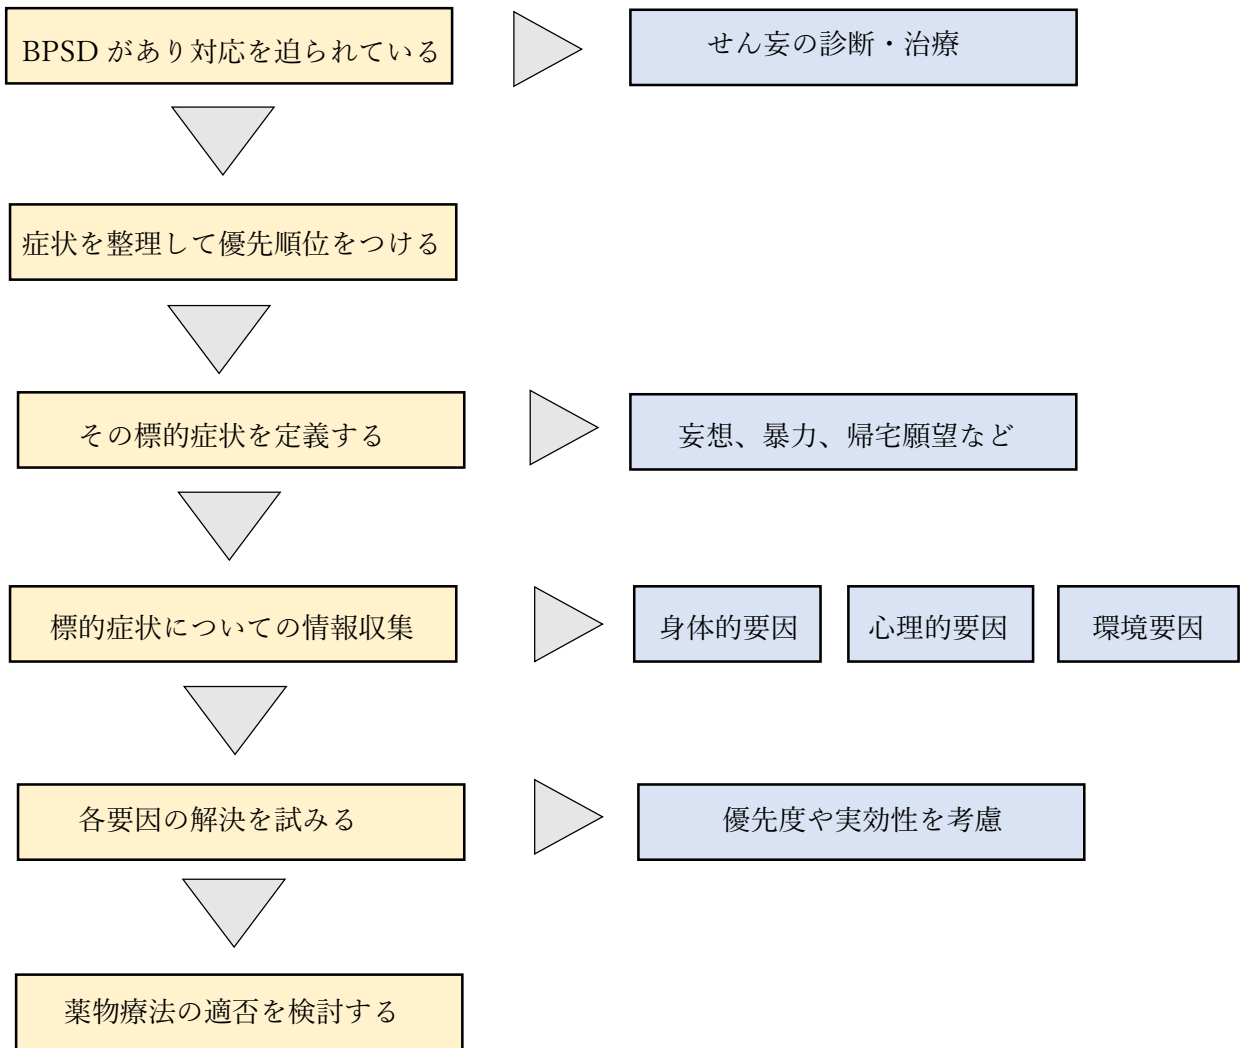 BPSD があり対応を迫られている
せん妄の診断・治療
症状を整理して優先順位をつける
その標的症状を定義する
妄想、暴力、帰宅願望など
標的症状についての情報収集
身体的要因
心理的要因
環境要因
各要因の解決を試みる
優先度や実効性を考慮
薬物療法の適否を検討する